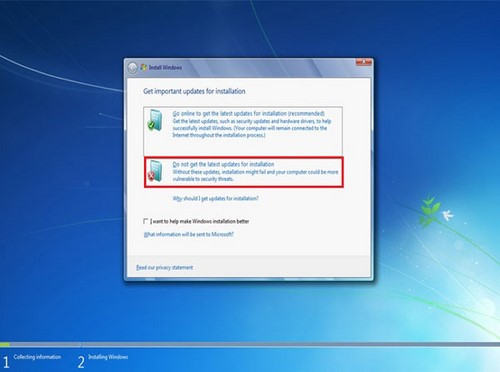 Install Windows
Get important updates for installation
Go online to get the latest updates for installation (recommended)
Get the latest updates, such as security updates and hardware drivers, to help
successfully install Windows. (Your computer will remain connected to the
Internet throughout the installation process.)
Do not get the latest updates for installation
Without these updates, installation might fail and your computer could be more
vulnerable to security threats.
Why should I get updates for installation?
I want to help make Windows installation better
What information will be sent to Microsoft?
Read our privacy statement
1 Collecting information
2 Installing Windows